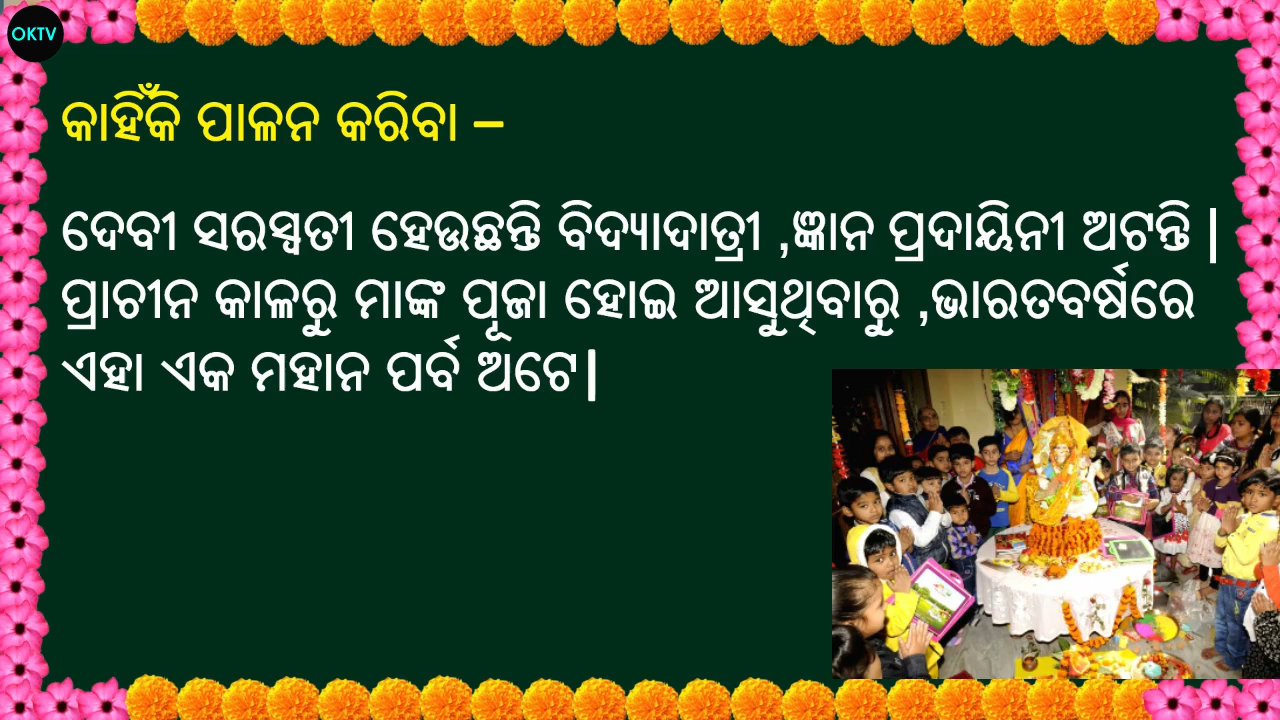 OKTV
କାହିଁକି ପାଳନ କରିବା –
ଦେବୀ ସରସ୍ୱତୀ ହେଉଛନ୍ତି ବିଦ୍ୟାଦାତ୍ରୀ ,ଜ୍ଞାନ ପ୍ରଦାୟିନୀ ଅଟନ୍ତି |
ପ୍ରାଚୀନ କାଳରୁ ମାଙ୍କ ପୂଜା ହୋଇ ଆସୁଥିବାରୁ ,ଭାରତବର୍ଷରେ
ଏହା ଏକ ମହାନ ପର୍ବ ଅଟେ|